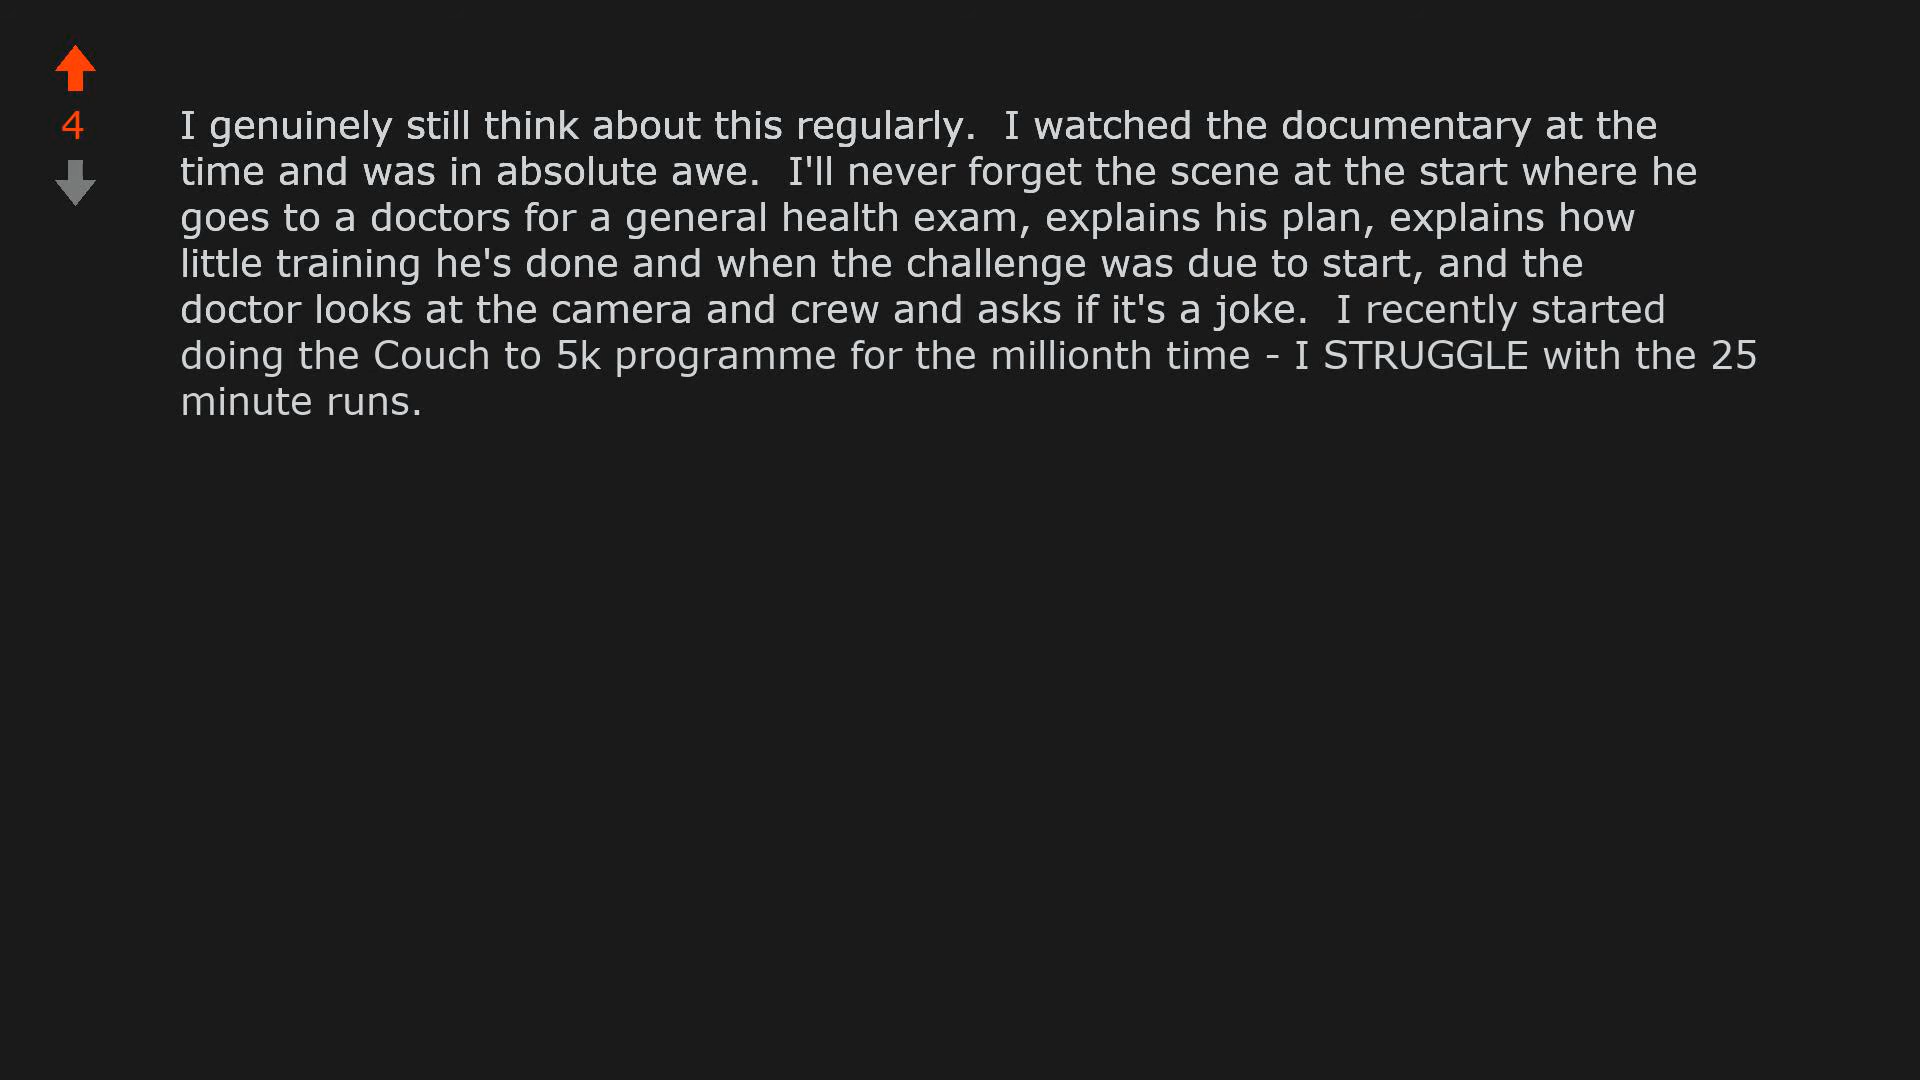 4
I genuinely still think about this regularly.  I watched the documentary at the
time and was in absolute awe.  I'll never forget the scene at the start where he
goes to a doctors for a general health exam, explains his plan, explains how
little training he's done and when the challenge was due to start, and the
doctor looks at the camera and crew and asks if it's a joke.  I recently started
doing the Couch to 5k programme for the millionth time - I STRUGGLE with the 25
minute runs.